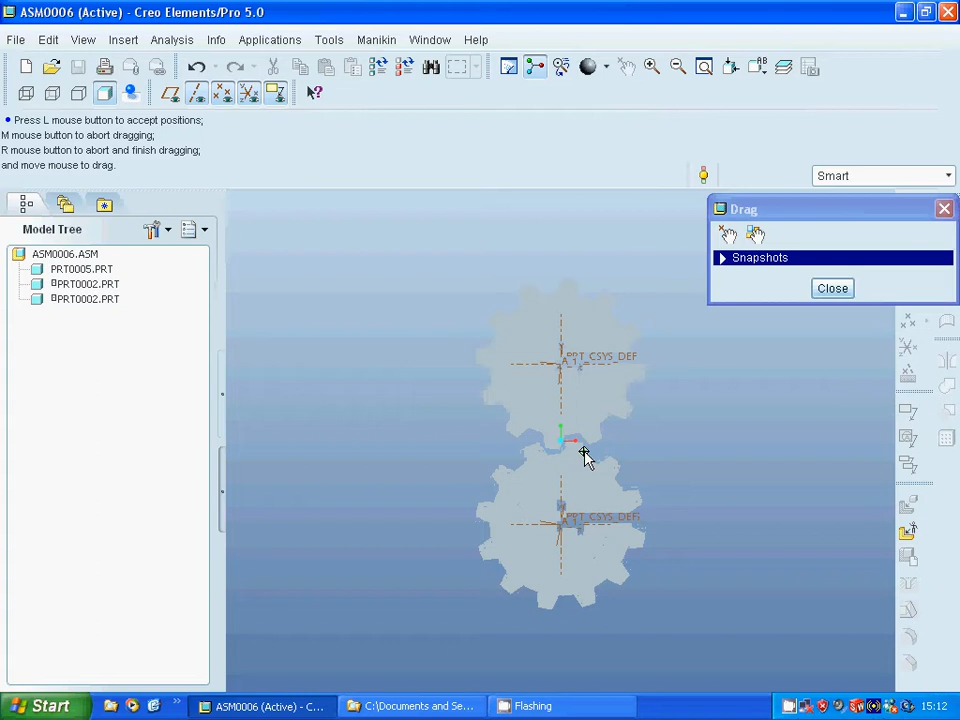 ASM0006 (Active) - Creo Elements/Pro 5.0
File Edit View Insert Analysis Info Applications Tools Manikin Window Help
Press L mouse button to accept positions;
M mouse button to abort dragging;
R mouse button to abort and finish dragging;
and move mouse to drag.
Smart
Model Tree
ASM0006.ASM
PRT0005.PRT
PRT0002.PRT
PRT0002.PRT
Drag
Snapshots
Close
PRT_CSYS_DEF
A_1
PRT_CSYS_DEF
A_1
Start
ASM0006 (Active) - C...
C:\Documents and Se...
Flashing
15:12